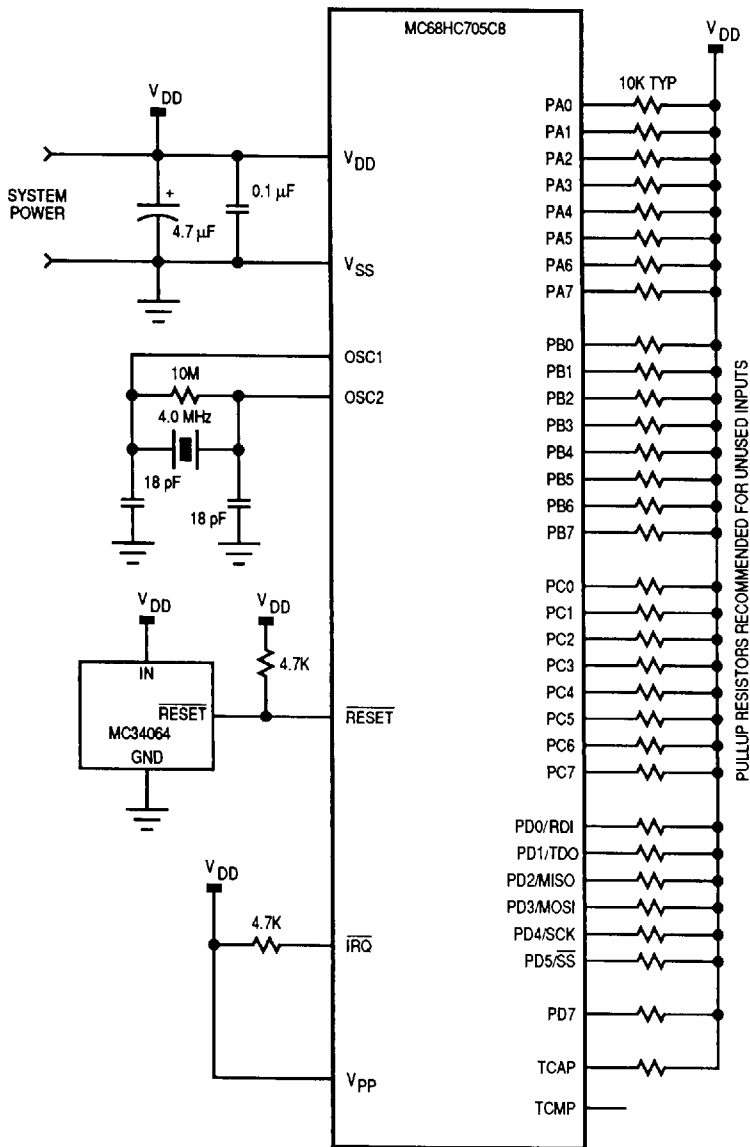 MC68HC705C8
V DD
10K TYP
V DD
SYSTEM
POWER
+
4.7 µF
0.1 µF
V DD
V SS
OSC1
10M
OSC2
4.0 MHz
18 pF
18 pF
V DD
V DD
IN
4.7K
RESET
RESET
MC34064
GND
V DD
4.7K
IRQ
V PP
PA0
PA1
PA2
PA3
PA4
PA5
PA6
PA7
PB0
PB1
PB2
PB3
PB4
PB5
PB6
PB7
PC0
PC1
PC2
PC3
PC4
PC5
PC6
PC7
PD0/RDI
PD1/TDO
PD2/MISO
PD3/MOSI
PD4/SCK
PD5/SS
PD7
TCAP
TCMP
PULLUP RESISTORS RECOMMENDED FOR UNUSED INPUTS